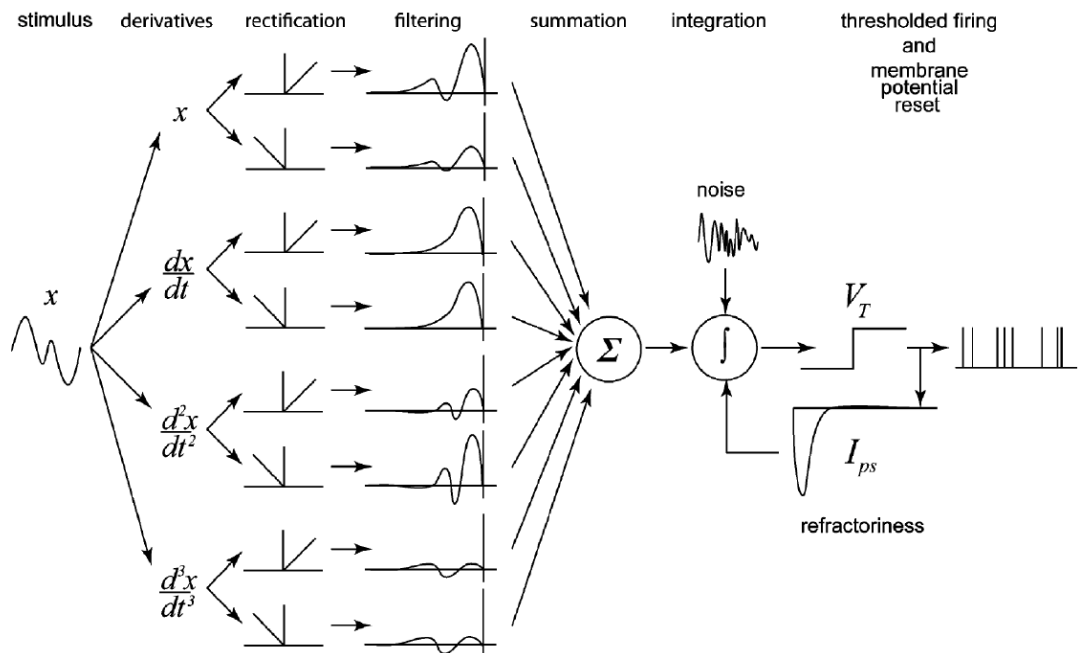 stimulus derivatives rectification filtering summation integration thresholded firing
and
membrane
potential
reset
x
noise
dx
dt
x
V_T
Σ
∫
d²x
dt²
I_ps
refractoriness
d³x
dt³